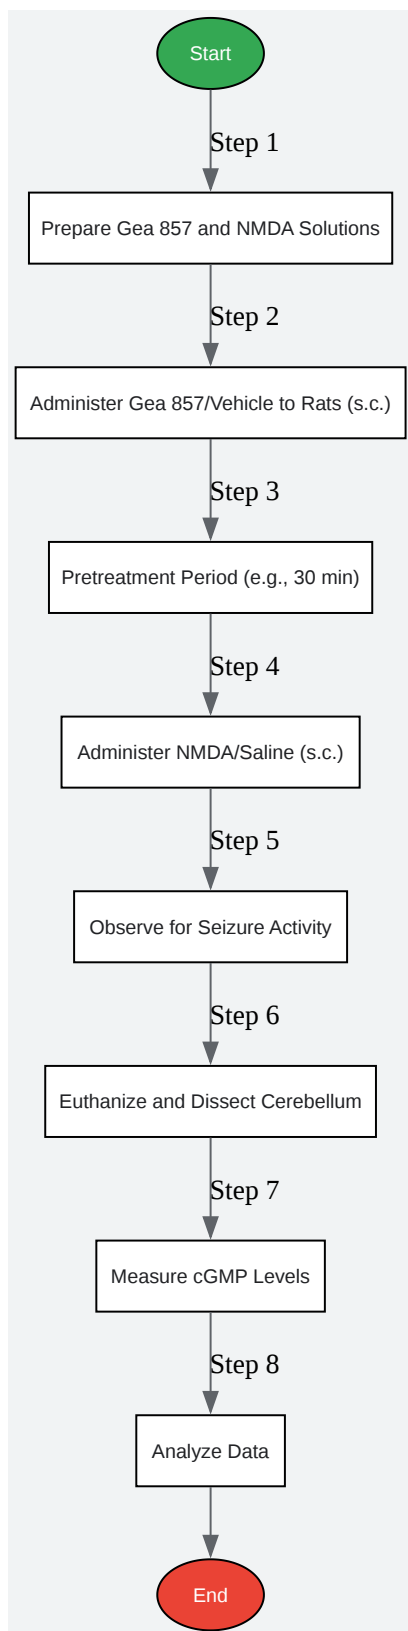 Start
Step 1
Prepare Gea 857 and NMDA Solutions
Step 2
Administer Gea 857/Vehicle to Rats (s.c.)
Step 3
Pretreatment Period (e.g., 30 min)
Step 4
Administer NMDA/Saline (s.c.)
Step 5
Observe for Seizure Activity
Step 6
Euthanize and Dissect Cerebellum
Step 7
Measure cGMP Levels
Step 8
Analyze Data
End